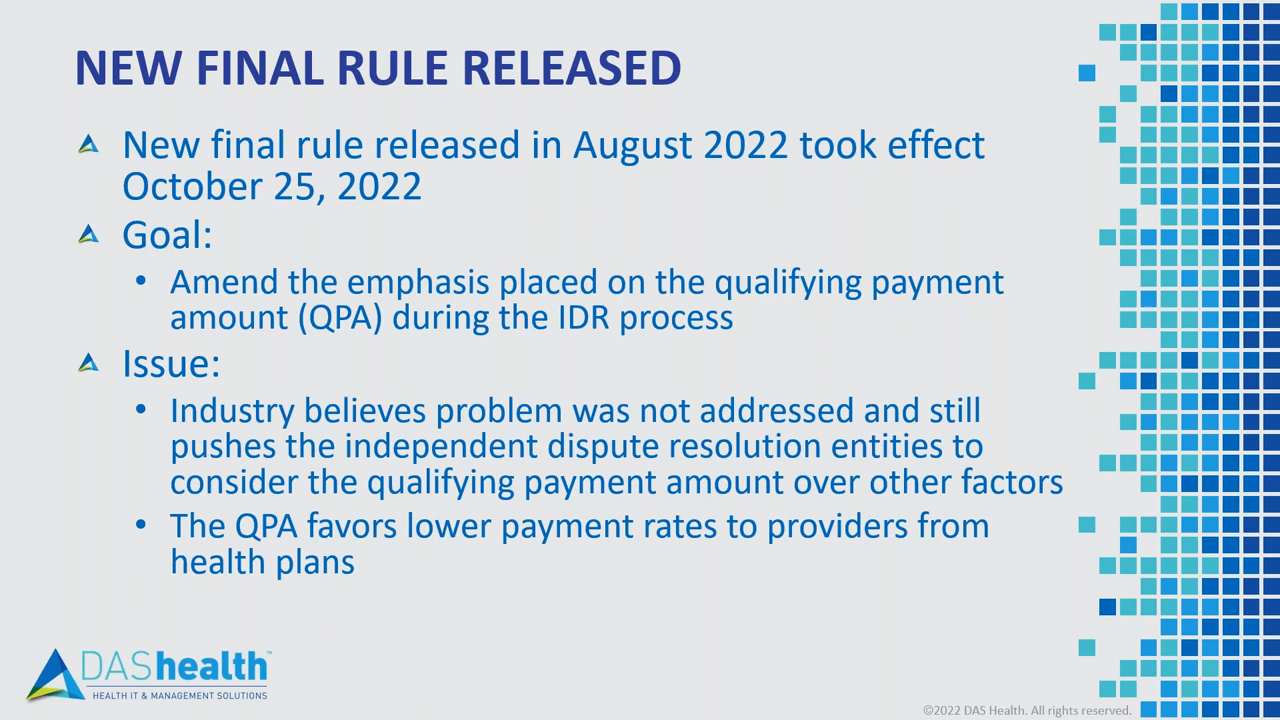 NEW FINAL RULE RELEASED
New final rule released in August 2022 took effect
October 25, 2022
Goal:
• Amend the emphasis placed on the qualifying payment
amount (QPA) during the IDR process
Issue:
• Industry believes problem was not addressed and still
pushes the independent dispute resolution entities to
consider the qualifying payment amount over other factors
• The QPA favors lower payment rates to providers from
health plans
DAShealth™
HEALTH IT & MANAGEMENT SOLUTIONS
©2022 DAS Health. All rights reserved.